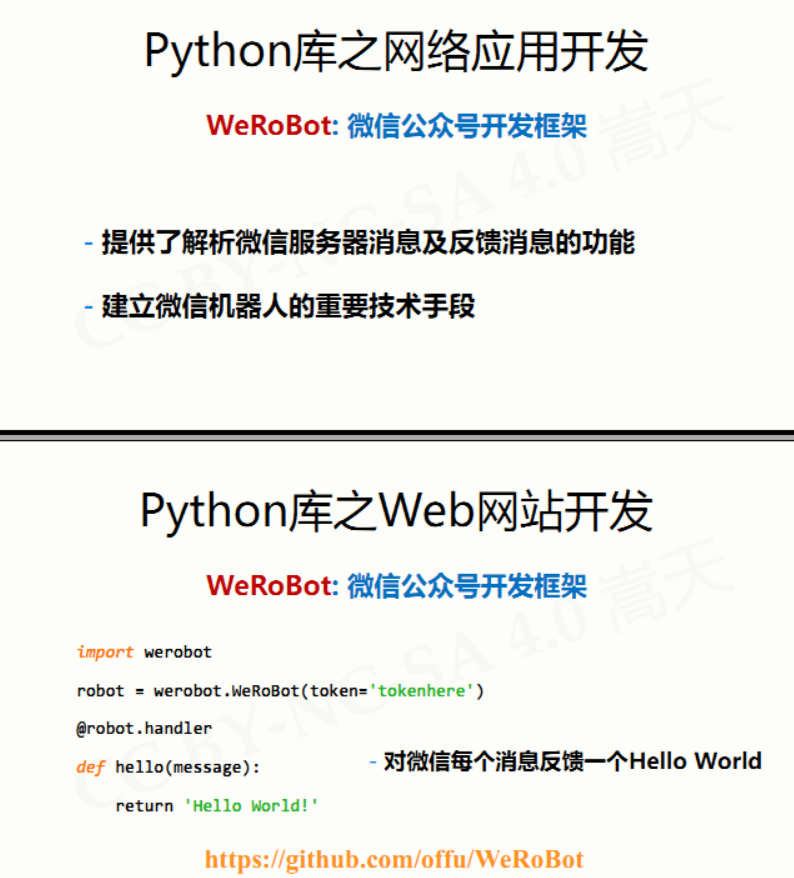 Python库之网络应用开发
WeRoBot: 微信公众号开发框架
- 提供了解析微信服务器消息及反馈消息的功能
- 建立微信机器人的重要技术手段
CC BY-NC-SA 4.0 嵩天
Python库之Web网站开发
WeRoBot: 微信公众号开发框架
import werobot
robot = werobot.WeRoBot(token='tokenhere')
@robot.handler
def hello(message):
- 对微信每个消息反馈一个Hello World
return 'Hello World!'
https://github.com/offu/WeRoBot
CC BY-NC-SA 4.0 嵩天